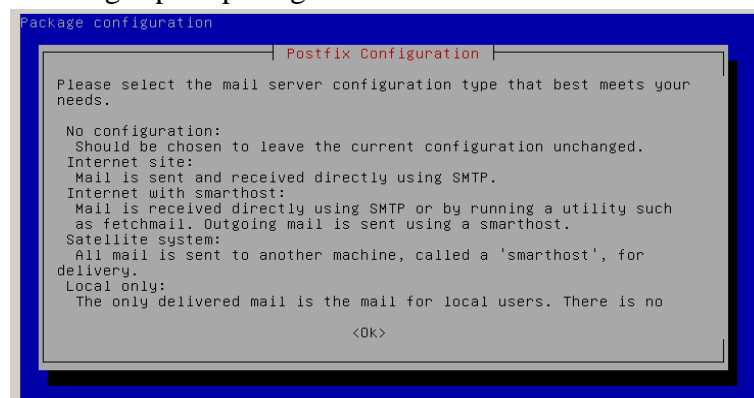 Package configuration
Postfix Configuration
Please select the mail server configuration type that best meets your
needs.
No configuration:
Should be chosen to leave the current configuration unchanged.
Internet site:
Mail is sent and received directly using SMTP.
Internet with smarthost:
Mail is received directly using SMTP or by running a utility such
as fetchmail. Outgoing mail is sent using a smarthost.
Satellite system:
All mail is sent to another machine, called a 'smarthost', for
delivery.
Local only:
The only delivered mail is the mail for local users. There is no
<Ok>